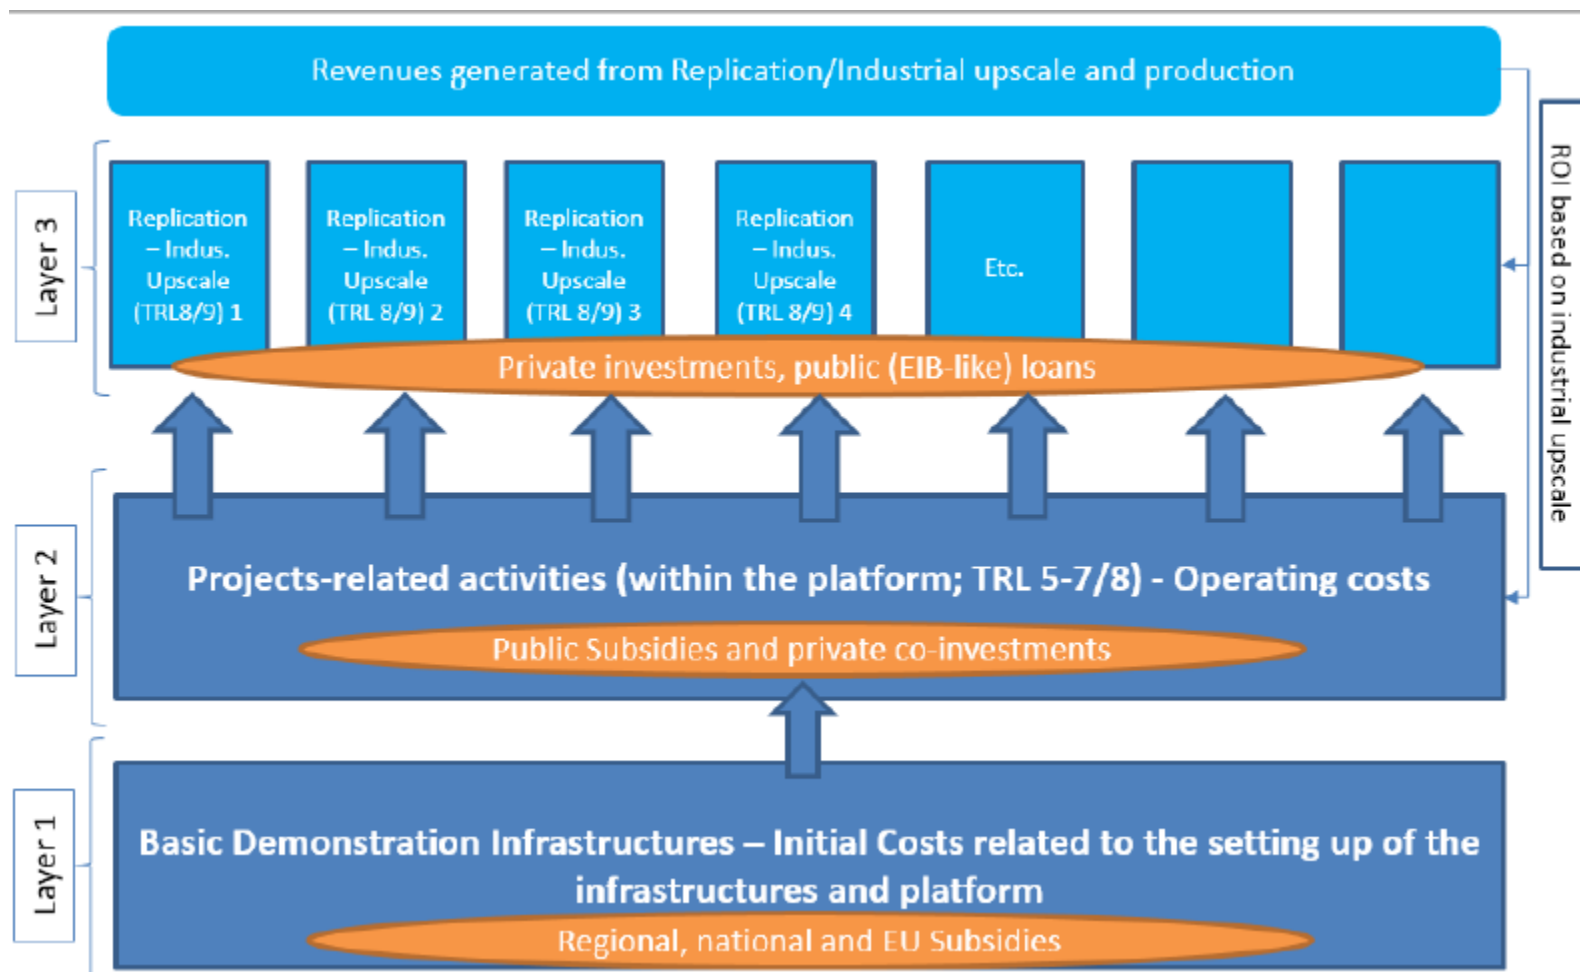 Revenues generated from Replication/Industrial upscale and production
ROI based on industrial upscale
Layer 3
Replication
– Indus.
Upscale
(TRL8/9) 1
Replication
– Indus.
Upscale
(TRL 8/9) 2
Replication
– Indus.
Upscale
(TRL 8/9) 3
Replication
– Indus.
Upscale
(TRL 8/9) 4
Etc.
Private investments, public (EIB-like) loans
Layer 2
Projects-related activities (within the platform; TRL 5-7/8) - Operating costs
Public Subsidies and private co-investments
Layer 1
Basic Demonstration Infrastructures – Initial Costs related to the setting up of the
infrastructures and platform
Regional, national and EU Subsidies